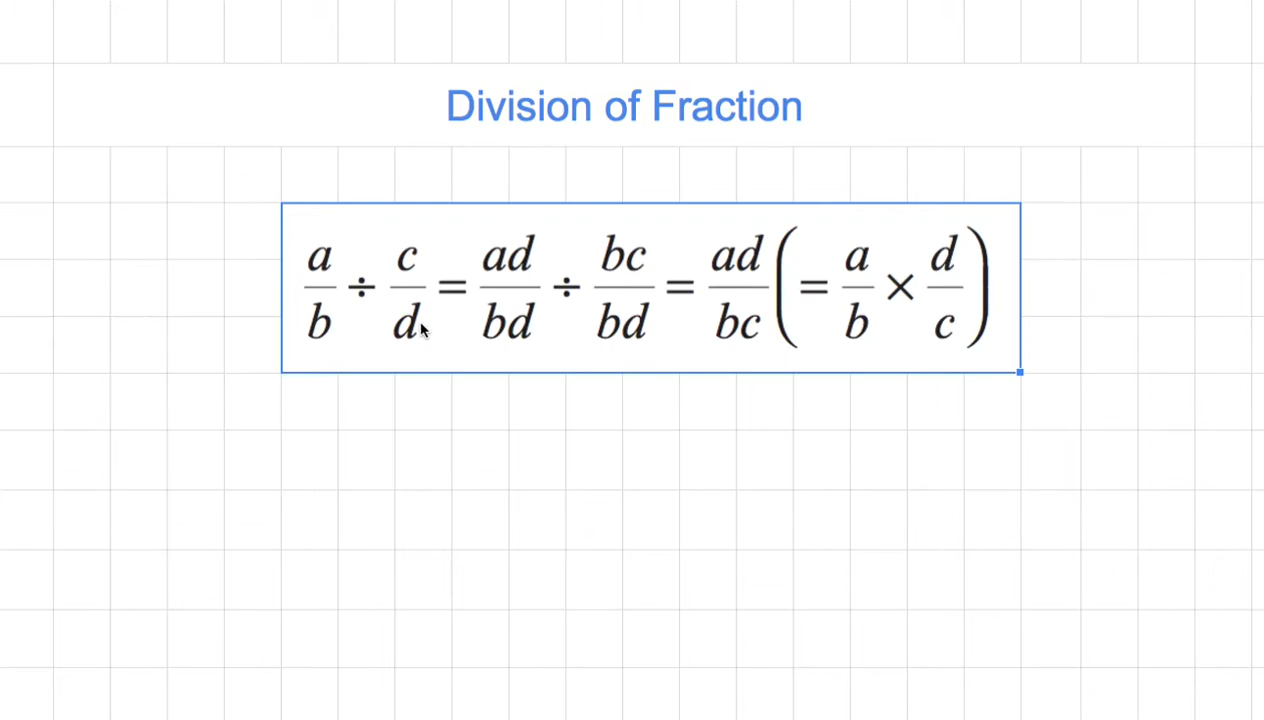 Division of Fraction
a/b ÷ c/d = ad/bd ÷ bc/bd = ad/bc (= a/b × d/c)